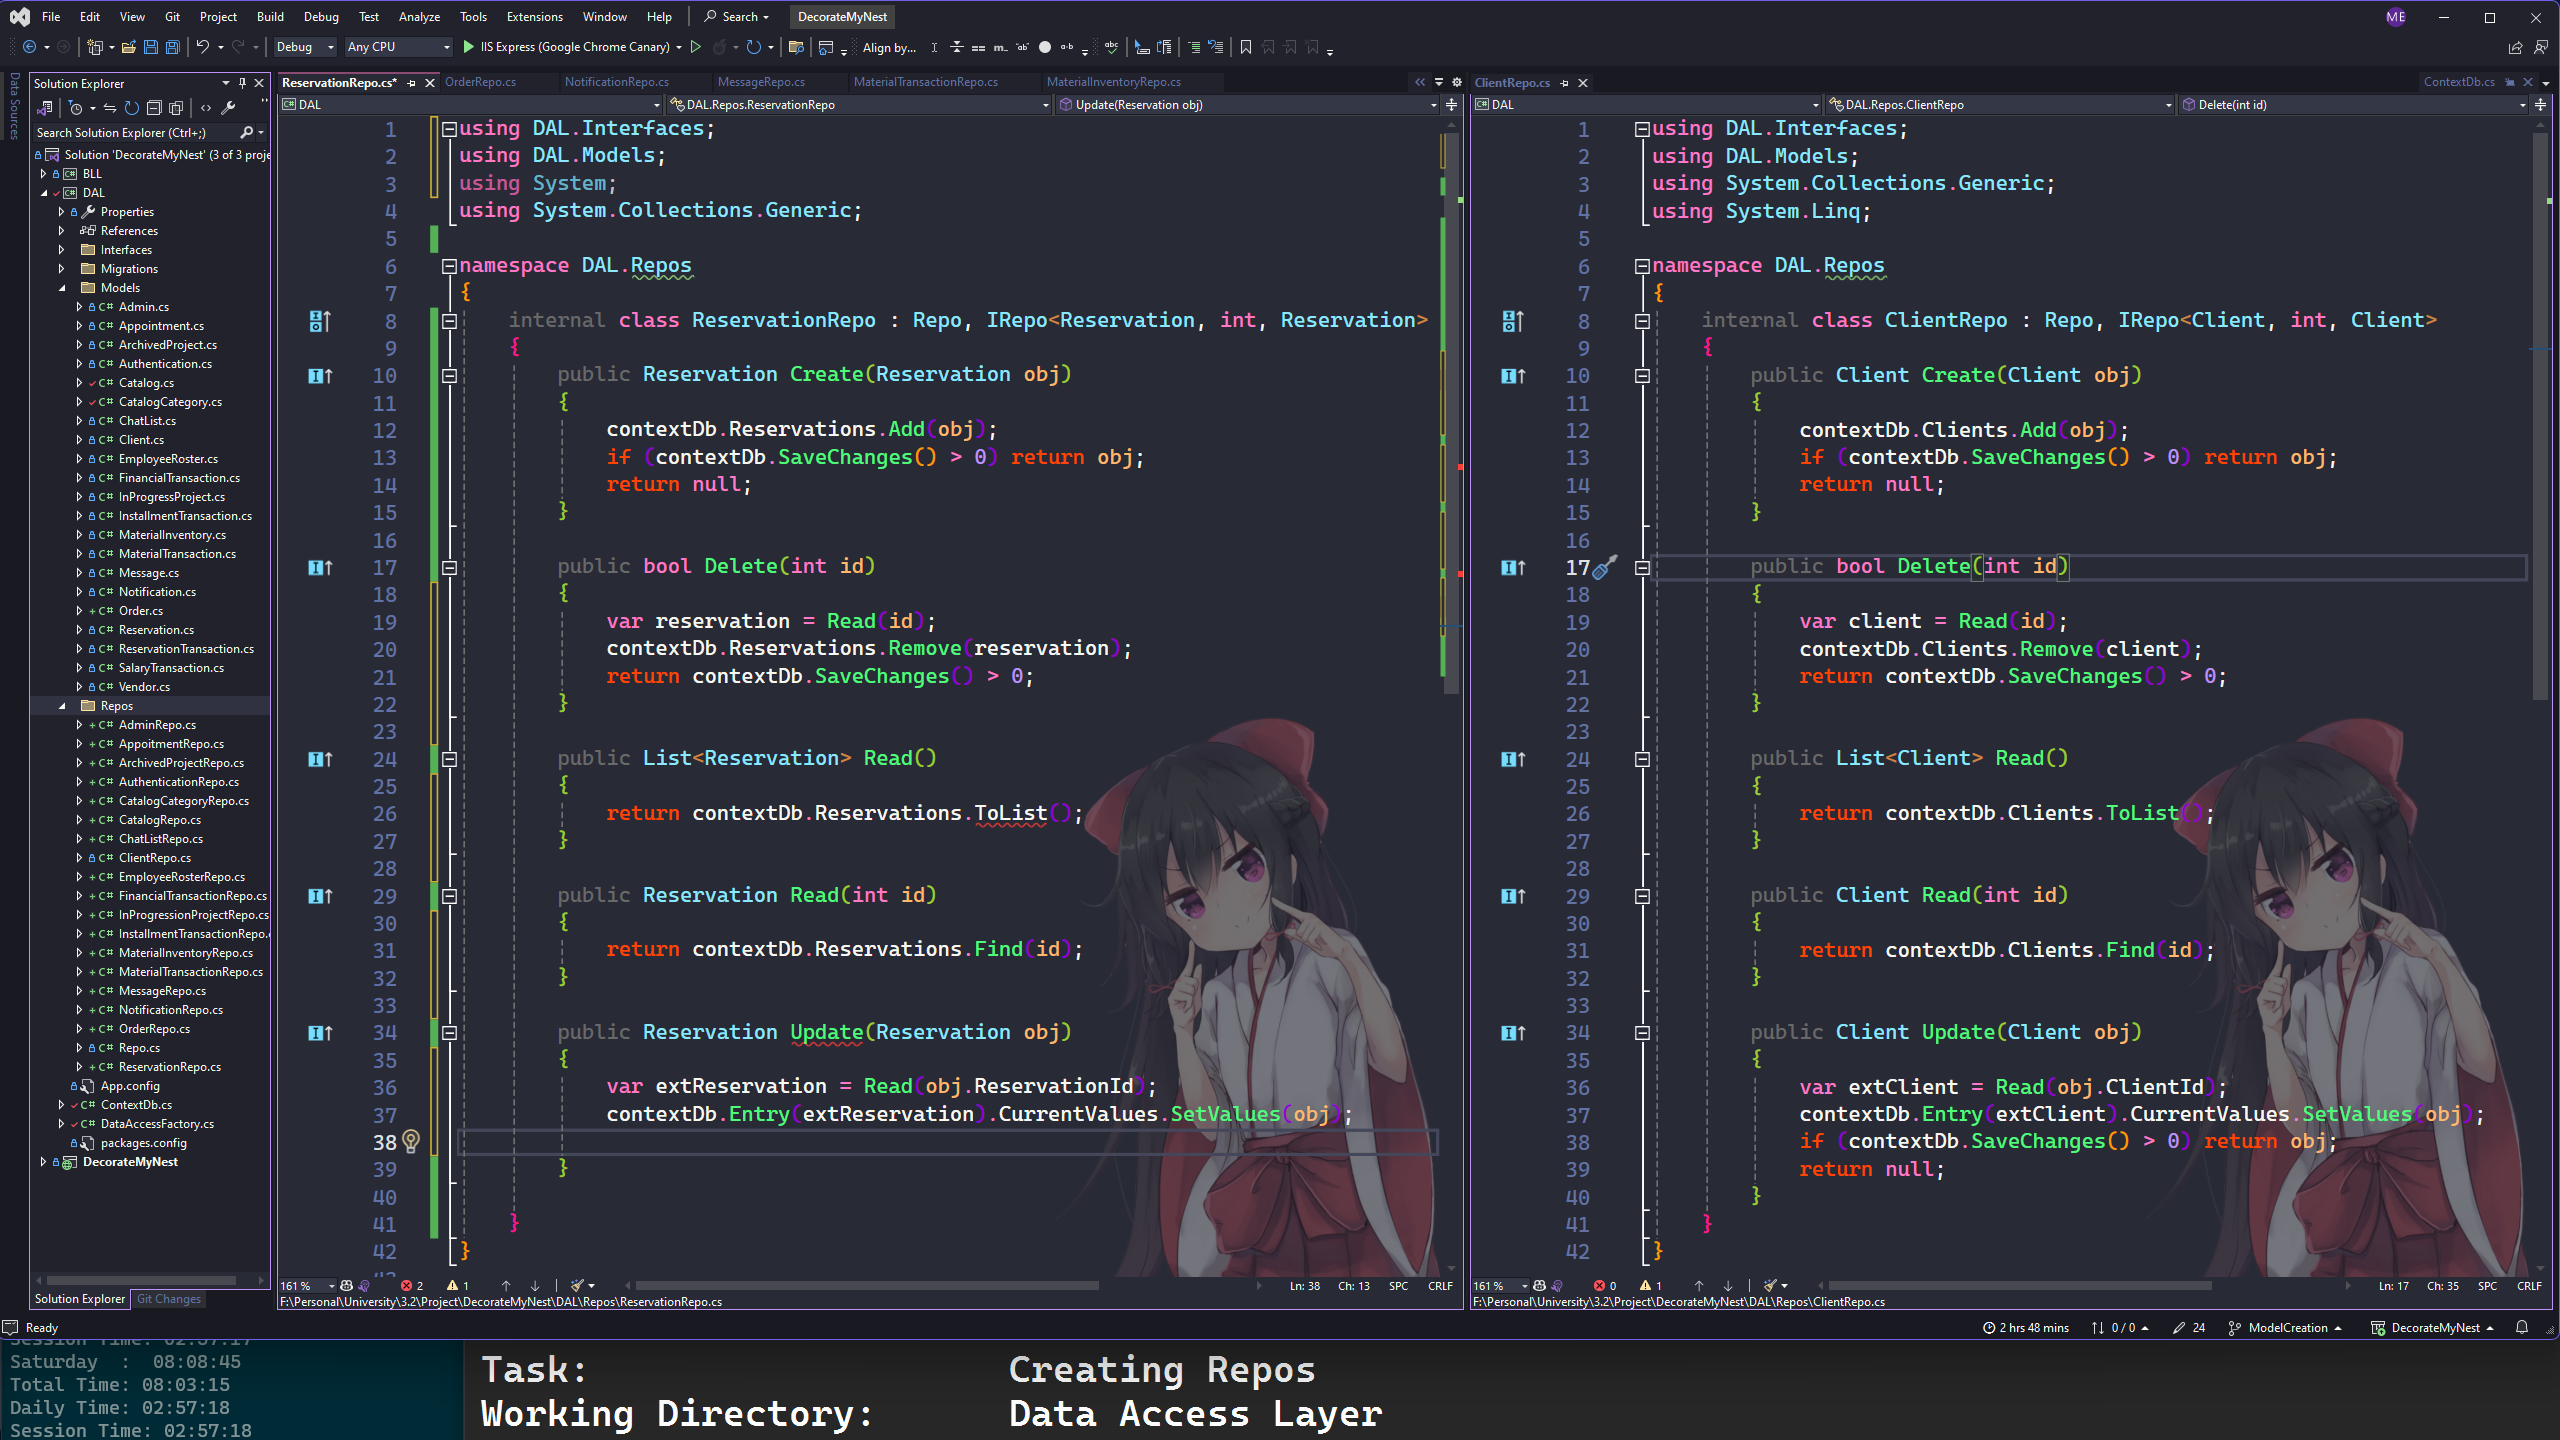 File Edit View Git Project Build Debug Test Analyze Tools Extensions Window Help Search DecorateMyNest ME
Debug Any CPU IIS Express (Google Chrome Canary) Align by...
Data Sources
Solution Explorer
Search Solution Explorer (Ctrl+;)
Solution 'DecorateMyNest' (3 of 3 proje
BLL
DAL
Properties
References
Interfaces
Migrations
Models
Admin.cs
Appointment.cs
ArchivedProject.cs
Authentication.cs
Catalog.cs
CatalogCategory.cs
ChatList.cs
Client.cs
EmployeeRoster.cs
FinancialTransaction.cs
InProgressProject.cs
InstallmentTransaction.cs
MaterialInventory.cs
MaterialTransaction.cs
Message.cs
Notification.cs
Order.cs
Reservation.cs
ReservationTransaction.cs
SalaryTransaction.cs
Vendor.cs
Repos
AdminRepo.cs
AppoitmentRepo.cs
ArchivedProjectRepo.cs
AuthenticationRepo.cs
CatalogCategoryRepo.cs
CatalogRepo.cs
ChatListRepo.cs
ClientRepo.cs
EmployeeRosterRepo.cs
FinancialTransactionRepo.cs
InProgressionProjectRepo.cs
InstallmentTransactionRepo.
MaterialInventoryRepo.cs
MaterialTransactionRepo.cs
MessageRepo.cs
NotificationRepo.cs
OrderRepo.cs
Repo.cs
ReservationRepo.cs
App.config
ContextDb.cs
DataAccessFactory.cs
packages.config
DecorateMyNest
Solution Explorer Git Changes
ReservationRepo.cs* OrderRepo.cs NotificationRepo.cs MessageRepo.cs MaterialTransactionRepo.cs MaterialInventoryRepo.cs
DAL DAL.Repos.ReservationRepo Update(Reservation obj)
1 using DAL.Interfaces;
2 using DAL.Models;
3 using System;
4 using System.Collections.Generic;
5
6 namespace DAL.Repos
7 {
8 internal class ReservationRepo : Repo, IRepo<Reservation, int, Reservation>
9 {
10 public Reservation Create(Reservation obj)
11 {
12 contextDb.Reservations.Add(obj);
13 if (contextDb.SaveChanges() > 0) return obj;
14 return null;
15 }
16
17 public bool Delete(int id)
18 {
19 var reservation = Read(id);
20 contextDb.Reservations.Remove(reservation);
21 return contextDb.SaveChanges() > 0;
22 }
23
24 public List<Reservation> Read()
25 {
26 return contextDb.Reservations.ToList();
27 }
28
29 public Reservation Read(int id)
30 {
31 return contextDb.Reservations.Find(id);
32 }
33
34 public Reservation Update(Reservation obj)
35 {
36 var extReservation = Read(obj.ReservationId);
37 contextDb.Entry(extReservation).CurrentValues.SetValues(obj);
38
39 }
40
41 }
42 }
161 % 2 1 Ln: 38 Ch: 13 SPC CRLF
F:\Personal\University\3.2\Project\DecorateMyNest\DAL\Repos\ReservationRepo.cs
ClientRepo.cs ContextDb.cs
DAL DAL.Repos.ClientRepo Delete(int id)
1 using DAL.Interfaces;
2 using DAL.Models;
3 using System.Collections.Generic;
4 using System.Linq;
5
6 namespace DAL.Repos
7 {
8 internal class ClientRepo : Repo, IRepo<Client, int, Client>
9 {
10 public Client Create(Client obj)
11 {
12 contextDb.Clients.Add(obj);
13 if (contextDb.SaveChanges() > 0) return obj;
14 return null;
15 }
16
17 public bool Delete(int id)
18 {
19 var client = Read(id);
20 contextDb.Clients.Remove(client);
21 return contextDb.SaveChanges() > 0;
22 }
23
24 public List<Client> Read()
25 {
26 return contextDb.Clients.ToList();
27 }
28
29 public Client Read(int id)
30 {
31 return contextDb.Clients.Find(id);
32 }
33
34 public Client Update(Client obj)
35 {
36 var extClient = Read(obj.ClientId);
37 contextDb.Entry(extClient).CurrentValues.SetValues(obj);
38 if (contextDb.SaveChanges() > 0) return obj;
39 return null;
40 }
41 }
42 }
161 % 0 1 Ln: 17 Ch: 35 SPC CRLF
F:\Personal\University\3.2\Project\DecorateMyNest\DAL\Repos\ClientRepo.cs
Ready 2 hrs 48 mins 0 / 0 24 ModelCreation DecorateMyNest
Session Time: 02:57:17
Saturday : 08:08:45
Total Time: 08:03:15
Daily Time: 02:57:18
Session Time: 02:57:18
Task: Creating Repos
Working Directory: Data Access Layer